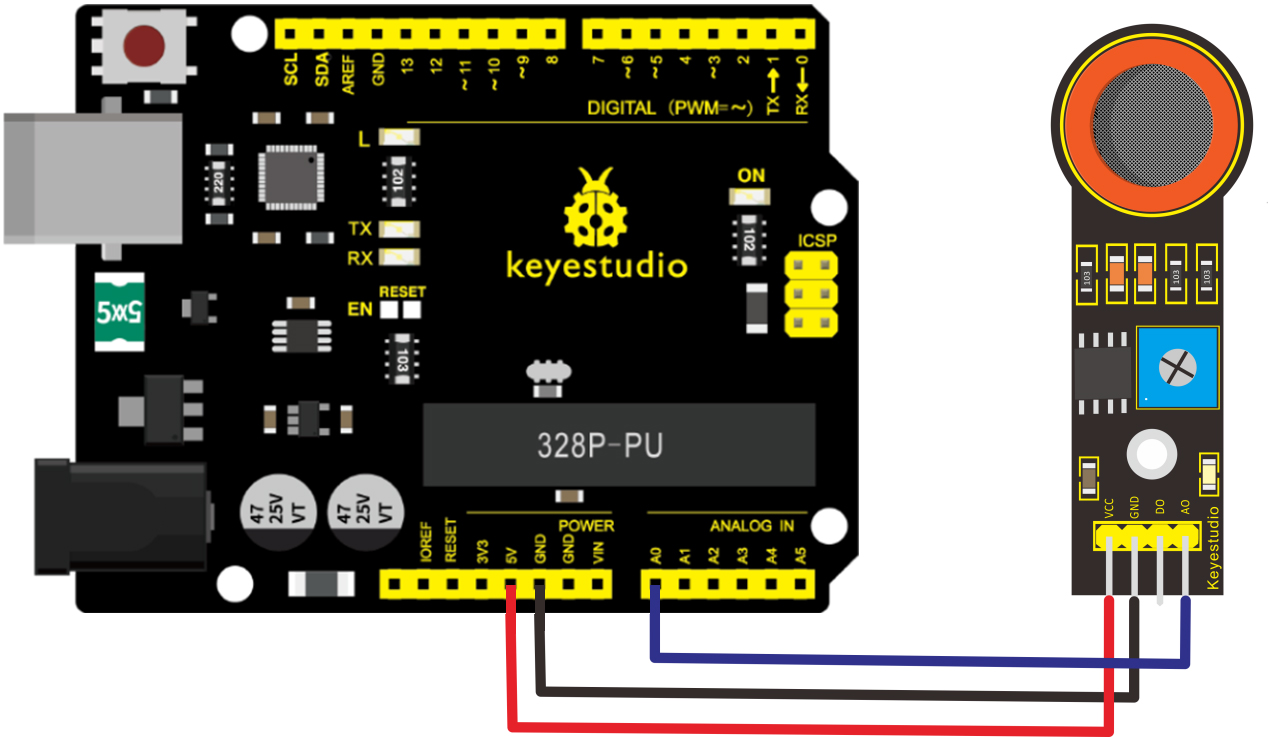 SCL
SDA
AREF
GND
13
12
~11
~10
~9
8
7
~6
~5
4
~3
2
TX→1
RX←0
DIGITAL (PWM=~)
L
220
102
TX
RX
ON
102
ICSP
keyestudio
RESET
EN
5XX5
103
328P-PU
47
25V
VT
47
25V
VT
POWER
ANALOG IN
IOREF
RESET
3V3
5V
GND
GND
VIN
A0
A1
A2
A3
A4
A5
103
103
103
VCC
GND
DO
AO
Keyestudio